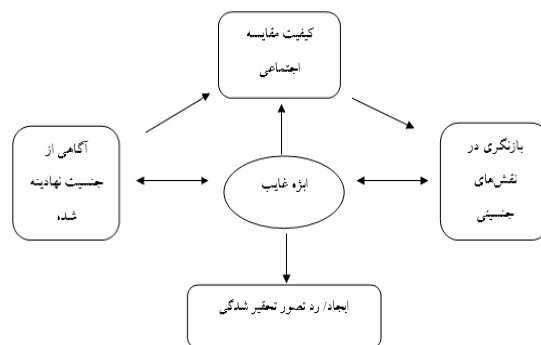 کیفیت مقایسه
اجتماعی
آگاهی از
جنسیت نهادینه
شده
ابژه غایب
بازنگری در
نقش‌های
جنسیتی
ایجاد/ رد تصور تحقیر شدگی